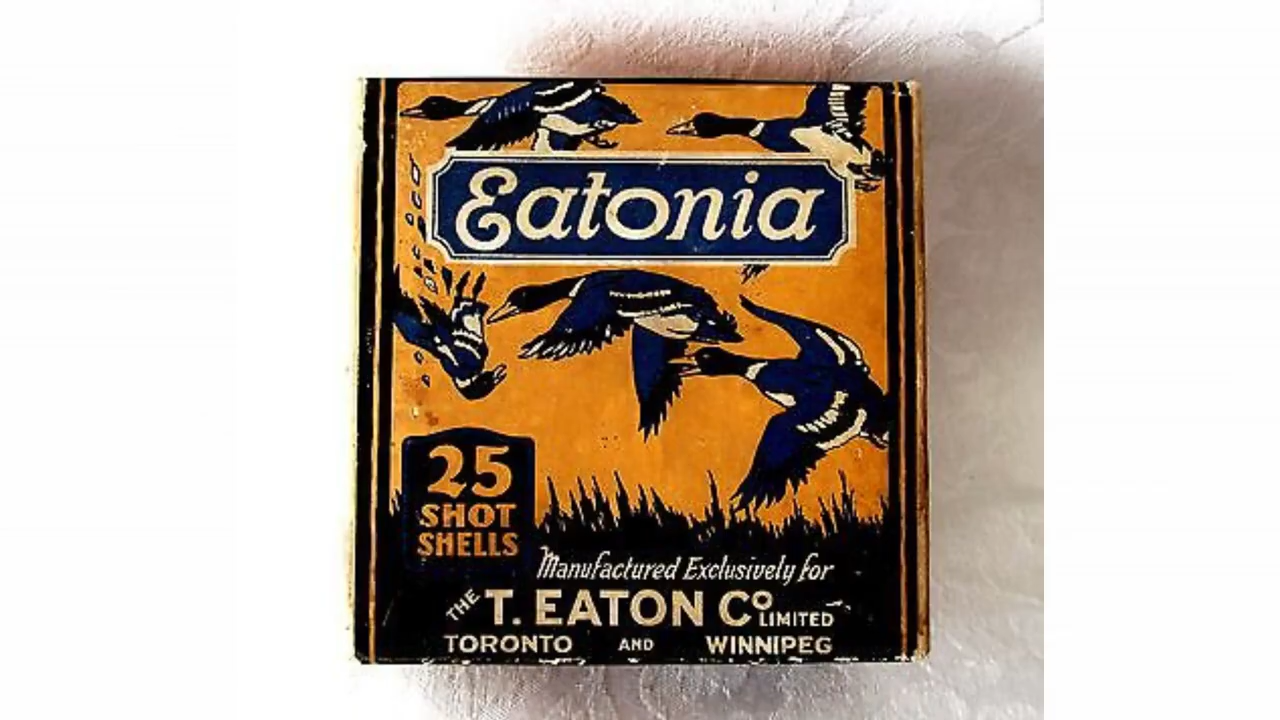 Eatonia
25
SHOT
SHELLS
Manufactured Exclusively for
THE T. EATON Co LIMITED
TORONTO AND WINNIPEG